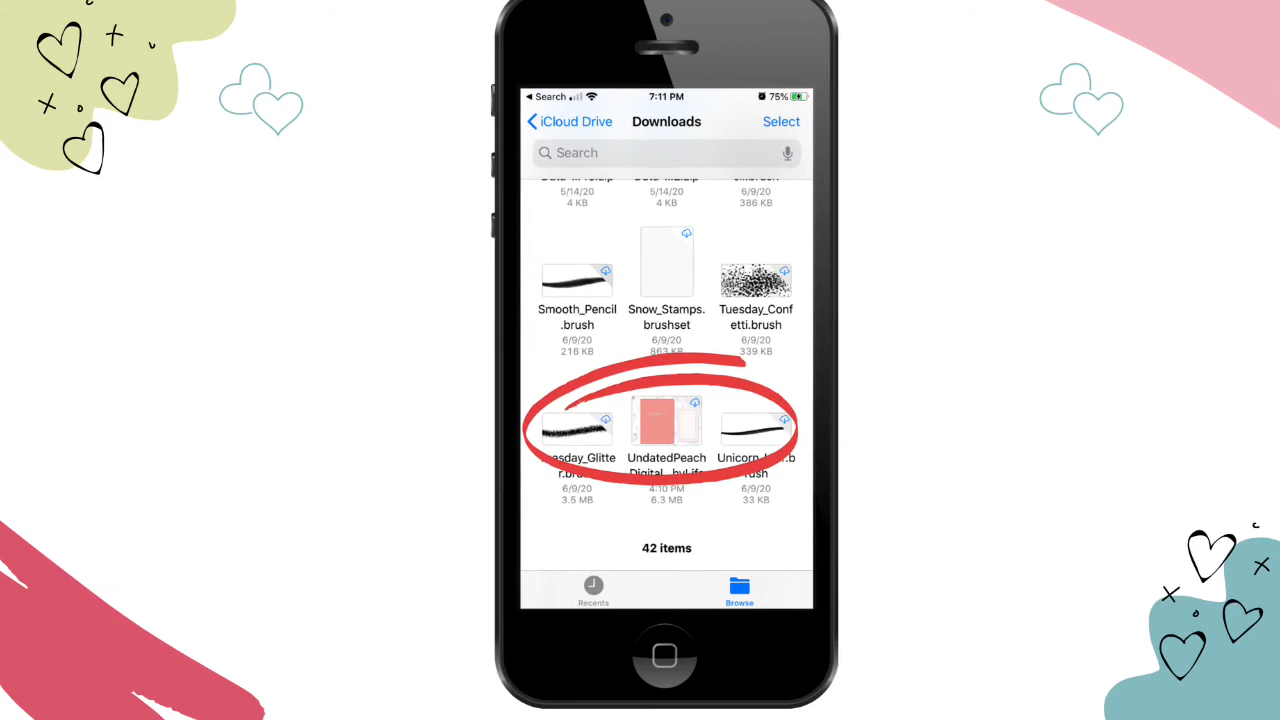 ◀ Search 7:11 PM 75%
iCloud Drive Downloads Select
Search
5/14/20 5/14/20 6/9/20
4 KB 4 KB 386 KB
Smooth_Pencil Snow_Stamps. Tuesday_Conf
.brush brushset etti.brush
6/9/20 6/9/20 6/9/20
216 KB 863 KB 339 KB
UndatedPeach
6/9/20 4:10 PM 6/9/20
3.5 MB 6.3 MB 33 KB
42 items
Recents Browse